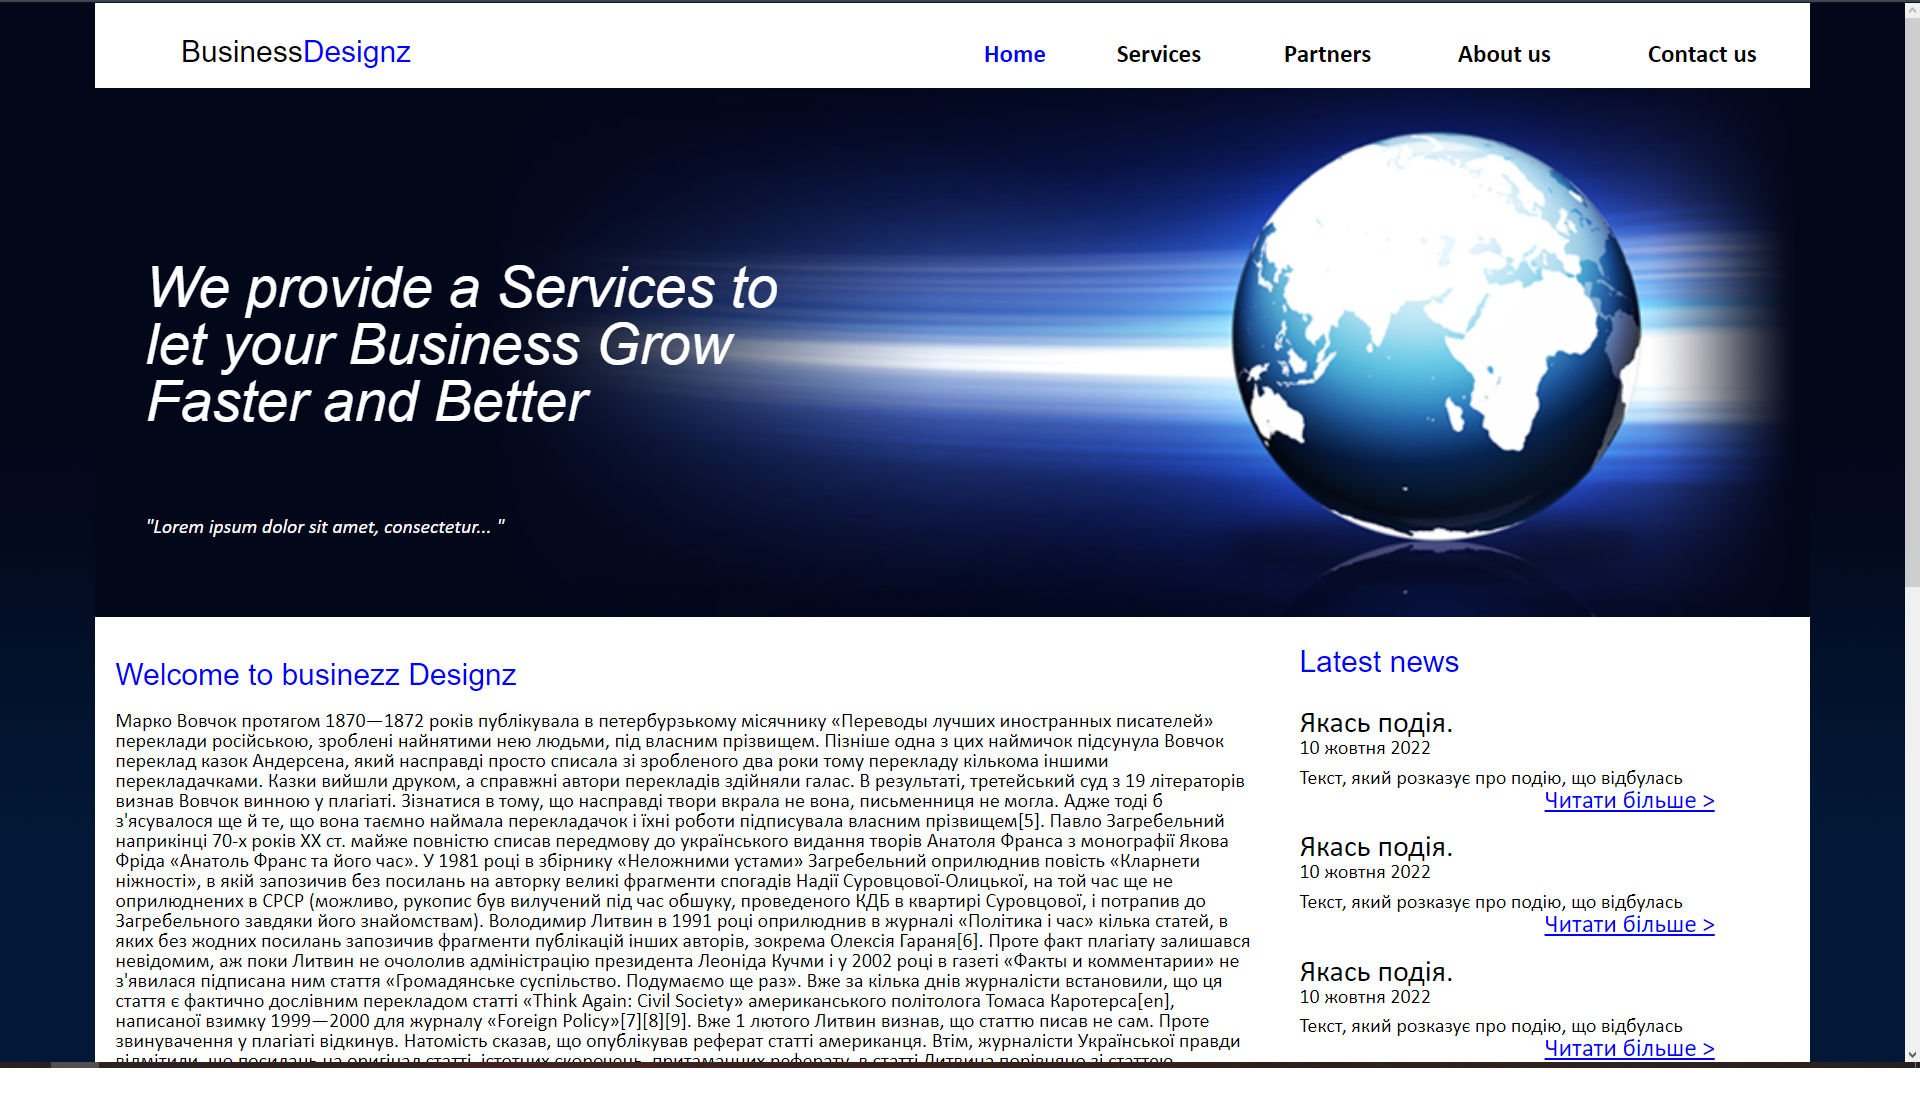 BusinessDesignz
Home Services Partners About us Contact us
We provide a Services to
let your Business Grow
Faster and Better
"Lorem ipsum dolor sit amet, consectetur... "
Welcome to businezz Designz
Марко Вовчок протягом 1870—1872 років публікувала в петербурзькому місячнику «Переводы лучших иностранных писателей»
переклади російською, зроблені найнятими нею людьми, під власним прізвищем. Пізніше одна з цих наймичок підсунула Вовчок
переклад казок Андерсена, який насправді просто списала зі зробленого два роки тому перекладу кількома іншими
перекладачками. Казки вийшли друком, а справжні автори перекладів здійняли галас. В результаті, третейський суд з 19 літераторів
визнав Вовчок винною у плагіаті. Зізнатися в тому, що насправді твори вкрала не вона, письменниця не могла. Адже тоді б
з'ясувалося ще й те, що вона таємно наймала перекладачок і їхні роботи підписувала власним прізвищем[5]. Павло Загребельний
наприкінці 70-х років XX ст. майже повністю списав передмову до українського видання творів Анатоля Франса з монографії Якова
Фріда «Анатоль Франс та його час». У 1981 році в збірнику «Неложними устами» Загребельний оприлюднив повість «Кларнети
ніжності», в якій запозичив без посилань на авторку великі фрагменти спогадів Надії Суровцової-Олицької, на той час ще не
оприлюднених в СРСР (можливо, рукопис був вилучений під час обшуку, проведеного КДБ в квартирі Суровцової, і потрапив до
Загребельного завдяки його знайомствам). Володимир Литвин в 1991 році оприлюднив в журналі «Політика і час» кілька статей, в
яких без жодних посилань запозичив фрагменти публікацій інших авторів, зокрема Олексія Гараня[6]. Проте факт плагіату залишався
невідомим, аж поки Литвин не очололив адміністрацію президента Леоніда Кучми і у 2002 році в газеті «Факты и комментарии» не
з'явилася підписана ним стаття «Громадянське суспільство. Подумаємо ще раз». Вже за кілька днів журналісти встановили, що ця
стаття є фактично дослівним перекладом статті «Think Again: Civil Society» американського політолога Томаса Каротерса[en],
написаної взимку 1999—2000 для журналу «Foreign Policy»[7][8][9]. Вже 1 лютого Литвин визнав, що статтю писав не сам. Проте
звинувачення у плагіаті відкинув. Натомість сказав, що опублікував реферат статті американця. Втім, журналісти Української правди
відмітили, що посилань на оригінал статті, істотних скорочень, притаманних реферату, в статті Литвина порівняно зі статтею
Latest news
Якась подія.
10 жовтня 2022
Текст, який розказує про подію, що відбулась
Читати більше >
Якась подія.
10 жовтня 2022
Текст, який розказує про подію, що відбулась
Читати більше >
Якась подія.
10 жовтня 2022
Текст, який розказує про подію, що відбулась
Читати більше >